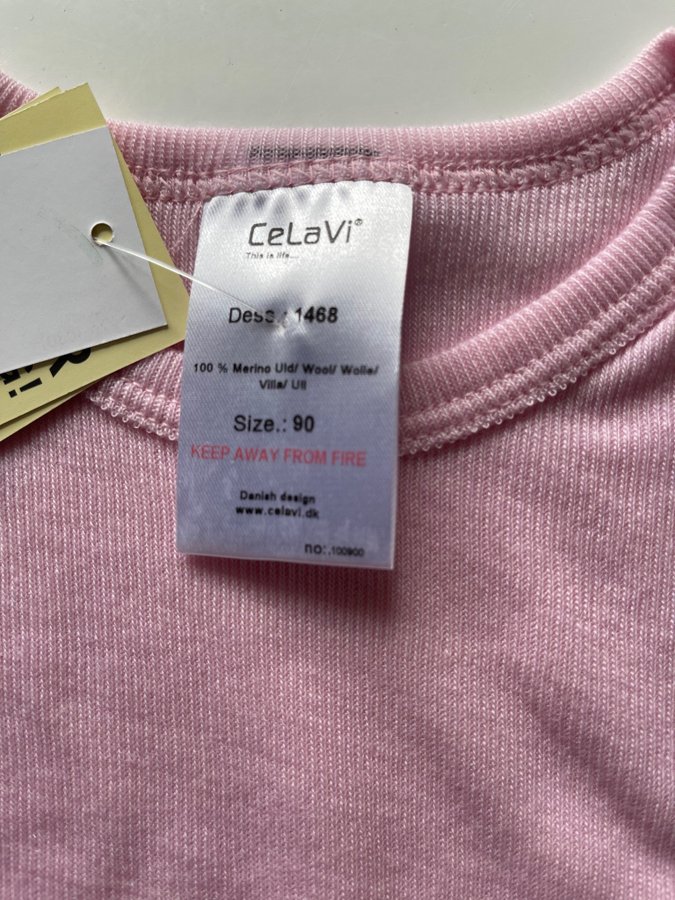 CeLaVi®
This is life...
Dess.: 1468
100 % Merino Uld/ Wool/ Wolle/
Villa/ Ull
Size.: 90
KEEP AWAY FROM FIRE
Danish design
www.celavi.dk
no:.100900